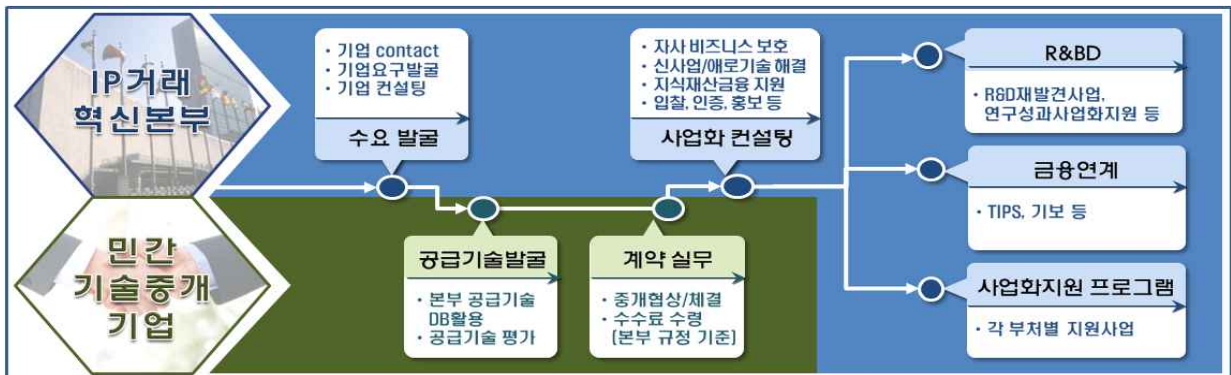 IP거래
혁신본부
• 기업 contact
• 기업요구발굴
• 기업 컨설팅
수요 발굴
• 자사 비즈니스 보호
• 신사업/애로기술 해결
• 지식재산금융 지원
• 입찰, 인증, 홍보 등
사업화 컨설팅
R&BD
• R&D재발견사업,
연구성과사업화지원 등
금융연계
• TIPS, 기보 등
사업화지원 프로그램
• 각 부처별 지원사업
민간
기술중개
기업
공급기술발굴
• 본부 공급기술
DB활용
• 공급기술 평가
계약 실무
• 중개협상/체결
• 수수료 수령
(본부 규정 기준)